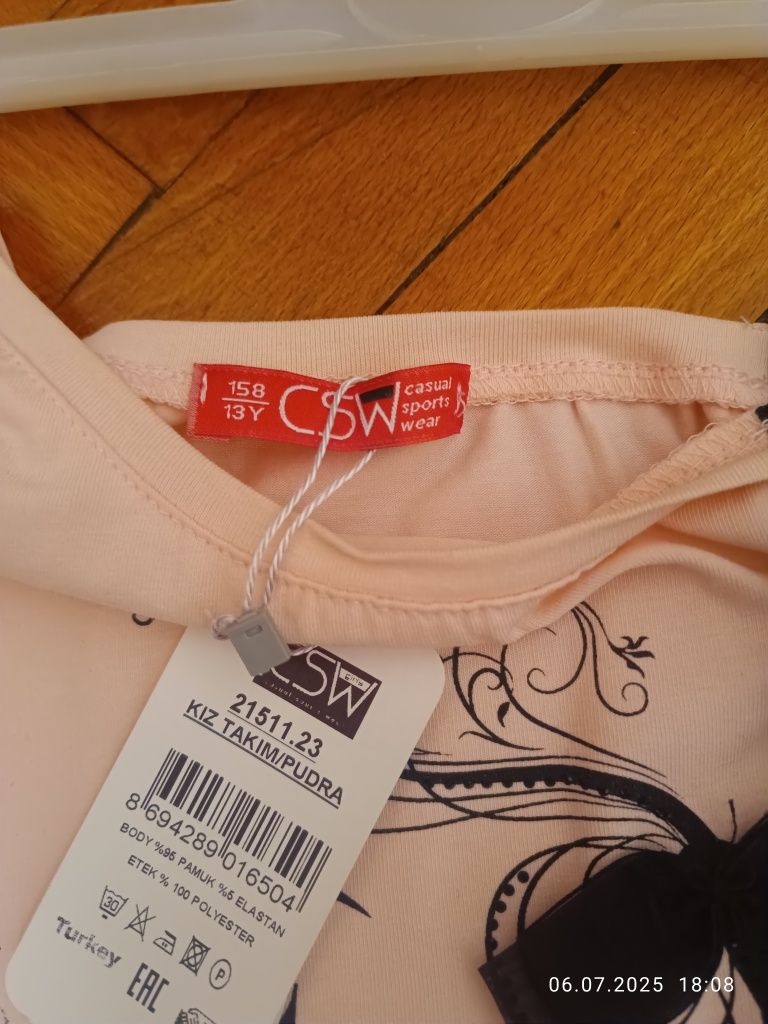 158
13Y
CSW
casual
sports
wear
CSW
21511.23
KIZ TAKIM/PUDRA
8 694289 016504
BODY %95 PAMUK %5 ELASTAN
ETEK % 100 POLYESTER
30
P
Turkey
EAC
06.07.2025 18:08